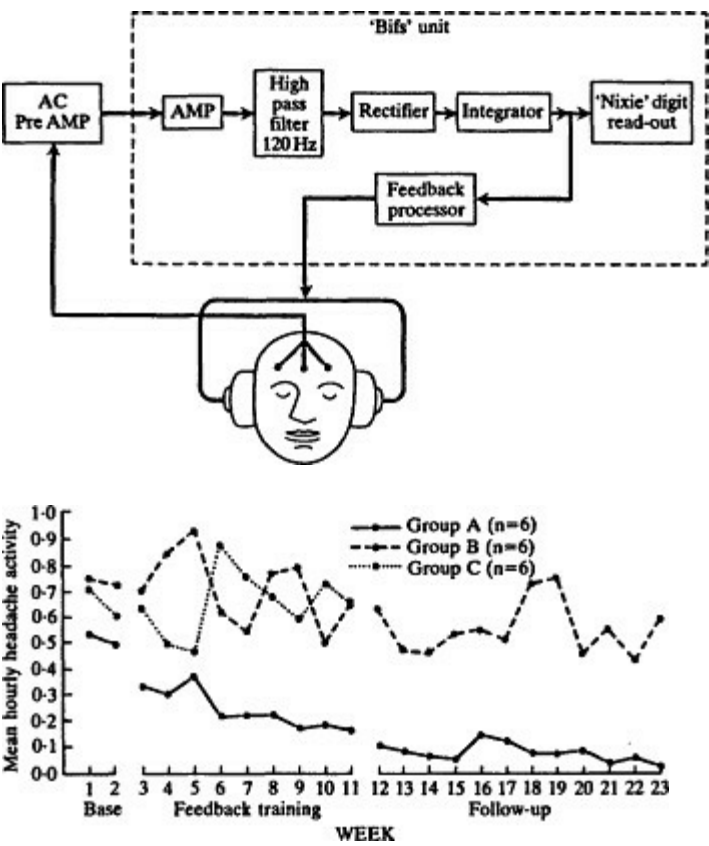 'Bifs' unit
AC
Pre AMP
AMP
High
pass
filter
120 Hz
Rectifier
Integrator
'Nixie' digit
read-out
Feedback
processor
Mean hourly headache activity
1·0
0·9
0·8
0·7
0·6
0·5
0·4
0·3
0·2
0·1
0·0
Group A (n=6)
Group B (n=6)
Group C (n=6)
1 2 3 4 5 6 7 8 9 10 11 12 13 14 15 16 17 18 19 20 21 22 23
Base Feedback training Follow-up
WEEK